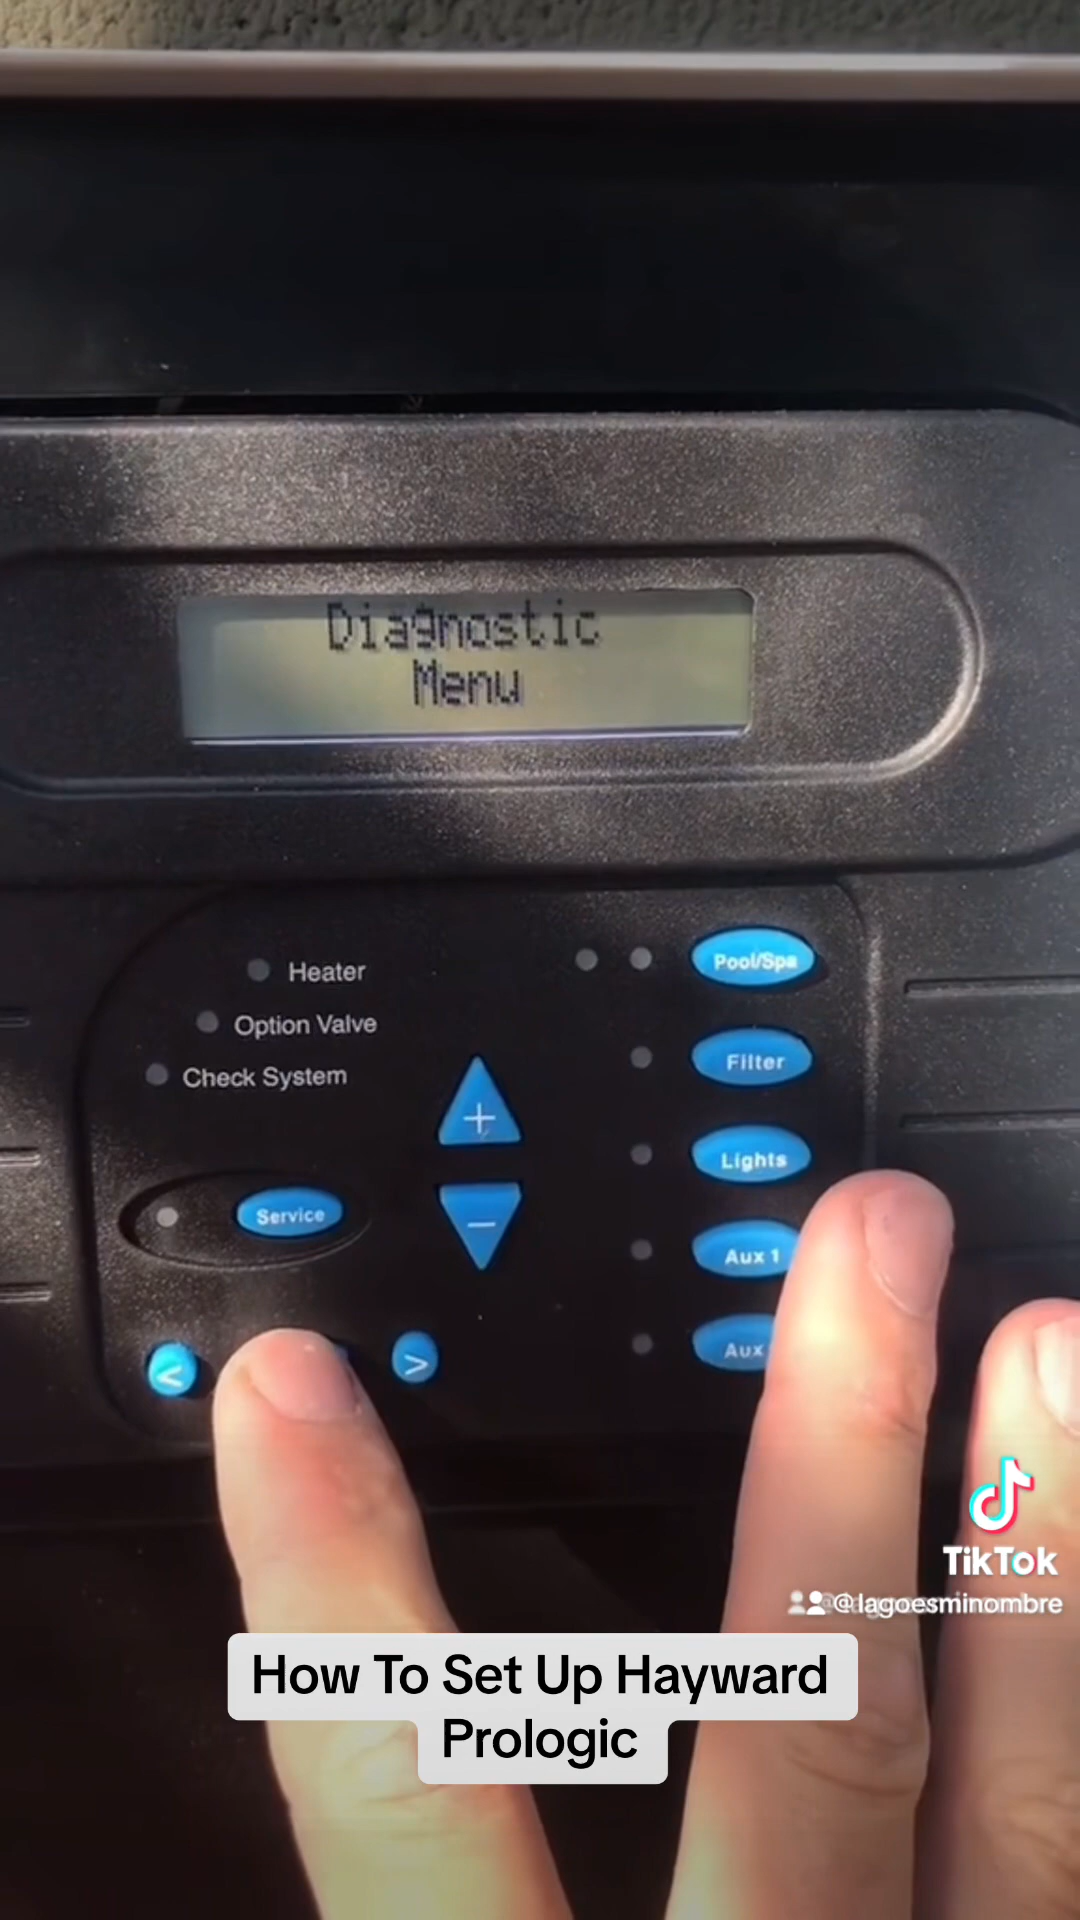 Diagnostic
Menu
Heater
Option Valve
Check System
Service
+
−
<
>
Pool/Spa
Filter
Lights
Aux 1
Aux
TikTok
@lagoesminombre
How To Set Up Hayward
Prologic